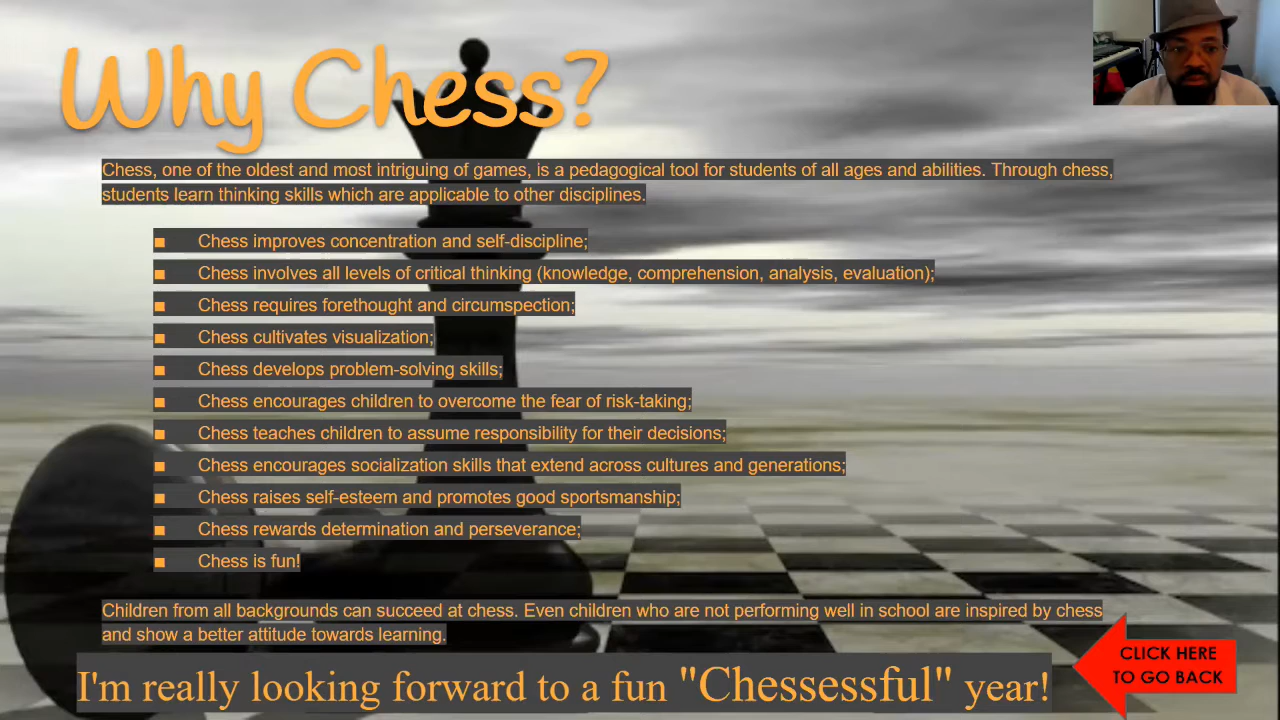 Why Chess?
Chess, one of the oldest and most intriguing of games, is a pedagogical tool for students of all ages and abilities. Through chess,
students learn thinking skills which are applicable to other disciplines.
■ Chess improves concentration and self-discipline;
■ Chess involves all levels of critical thinking (knowledge, comprehension, analysis, evaluation);
■ Chess requires forethought and circumspection;
■ Chess cultivates visualization;
■ Chess develops problem-solving skills;
■ Chess encourages children to overcome the fear of risk-taking;
■ Chess teaches children to assume responsibility for their decisions;
■ Chess encourages socialization skills that extend across cultures and generations;
■ Chess raises self-esteem and promotes good sportsmanship;
■ Chess rewards determination and perseverance;
■ Chess is fun!
Children from all backgrounds can succeed at chess. Even children who are not performing well in school are inspired by chess
and show a better attitude towards learning.
I'm really looking forward to a fun "Chessessful" year!
CLICK HERE
TO GO BACK